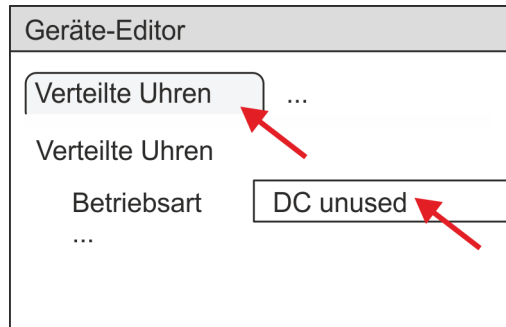 Geräte-Editor
Verteilte Uhren ...
Verteilte Uhren
Betriebsart DC unused
...